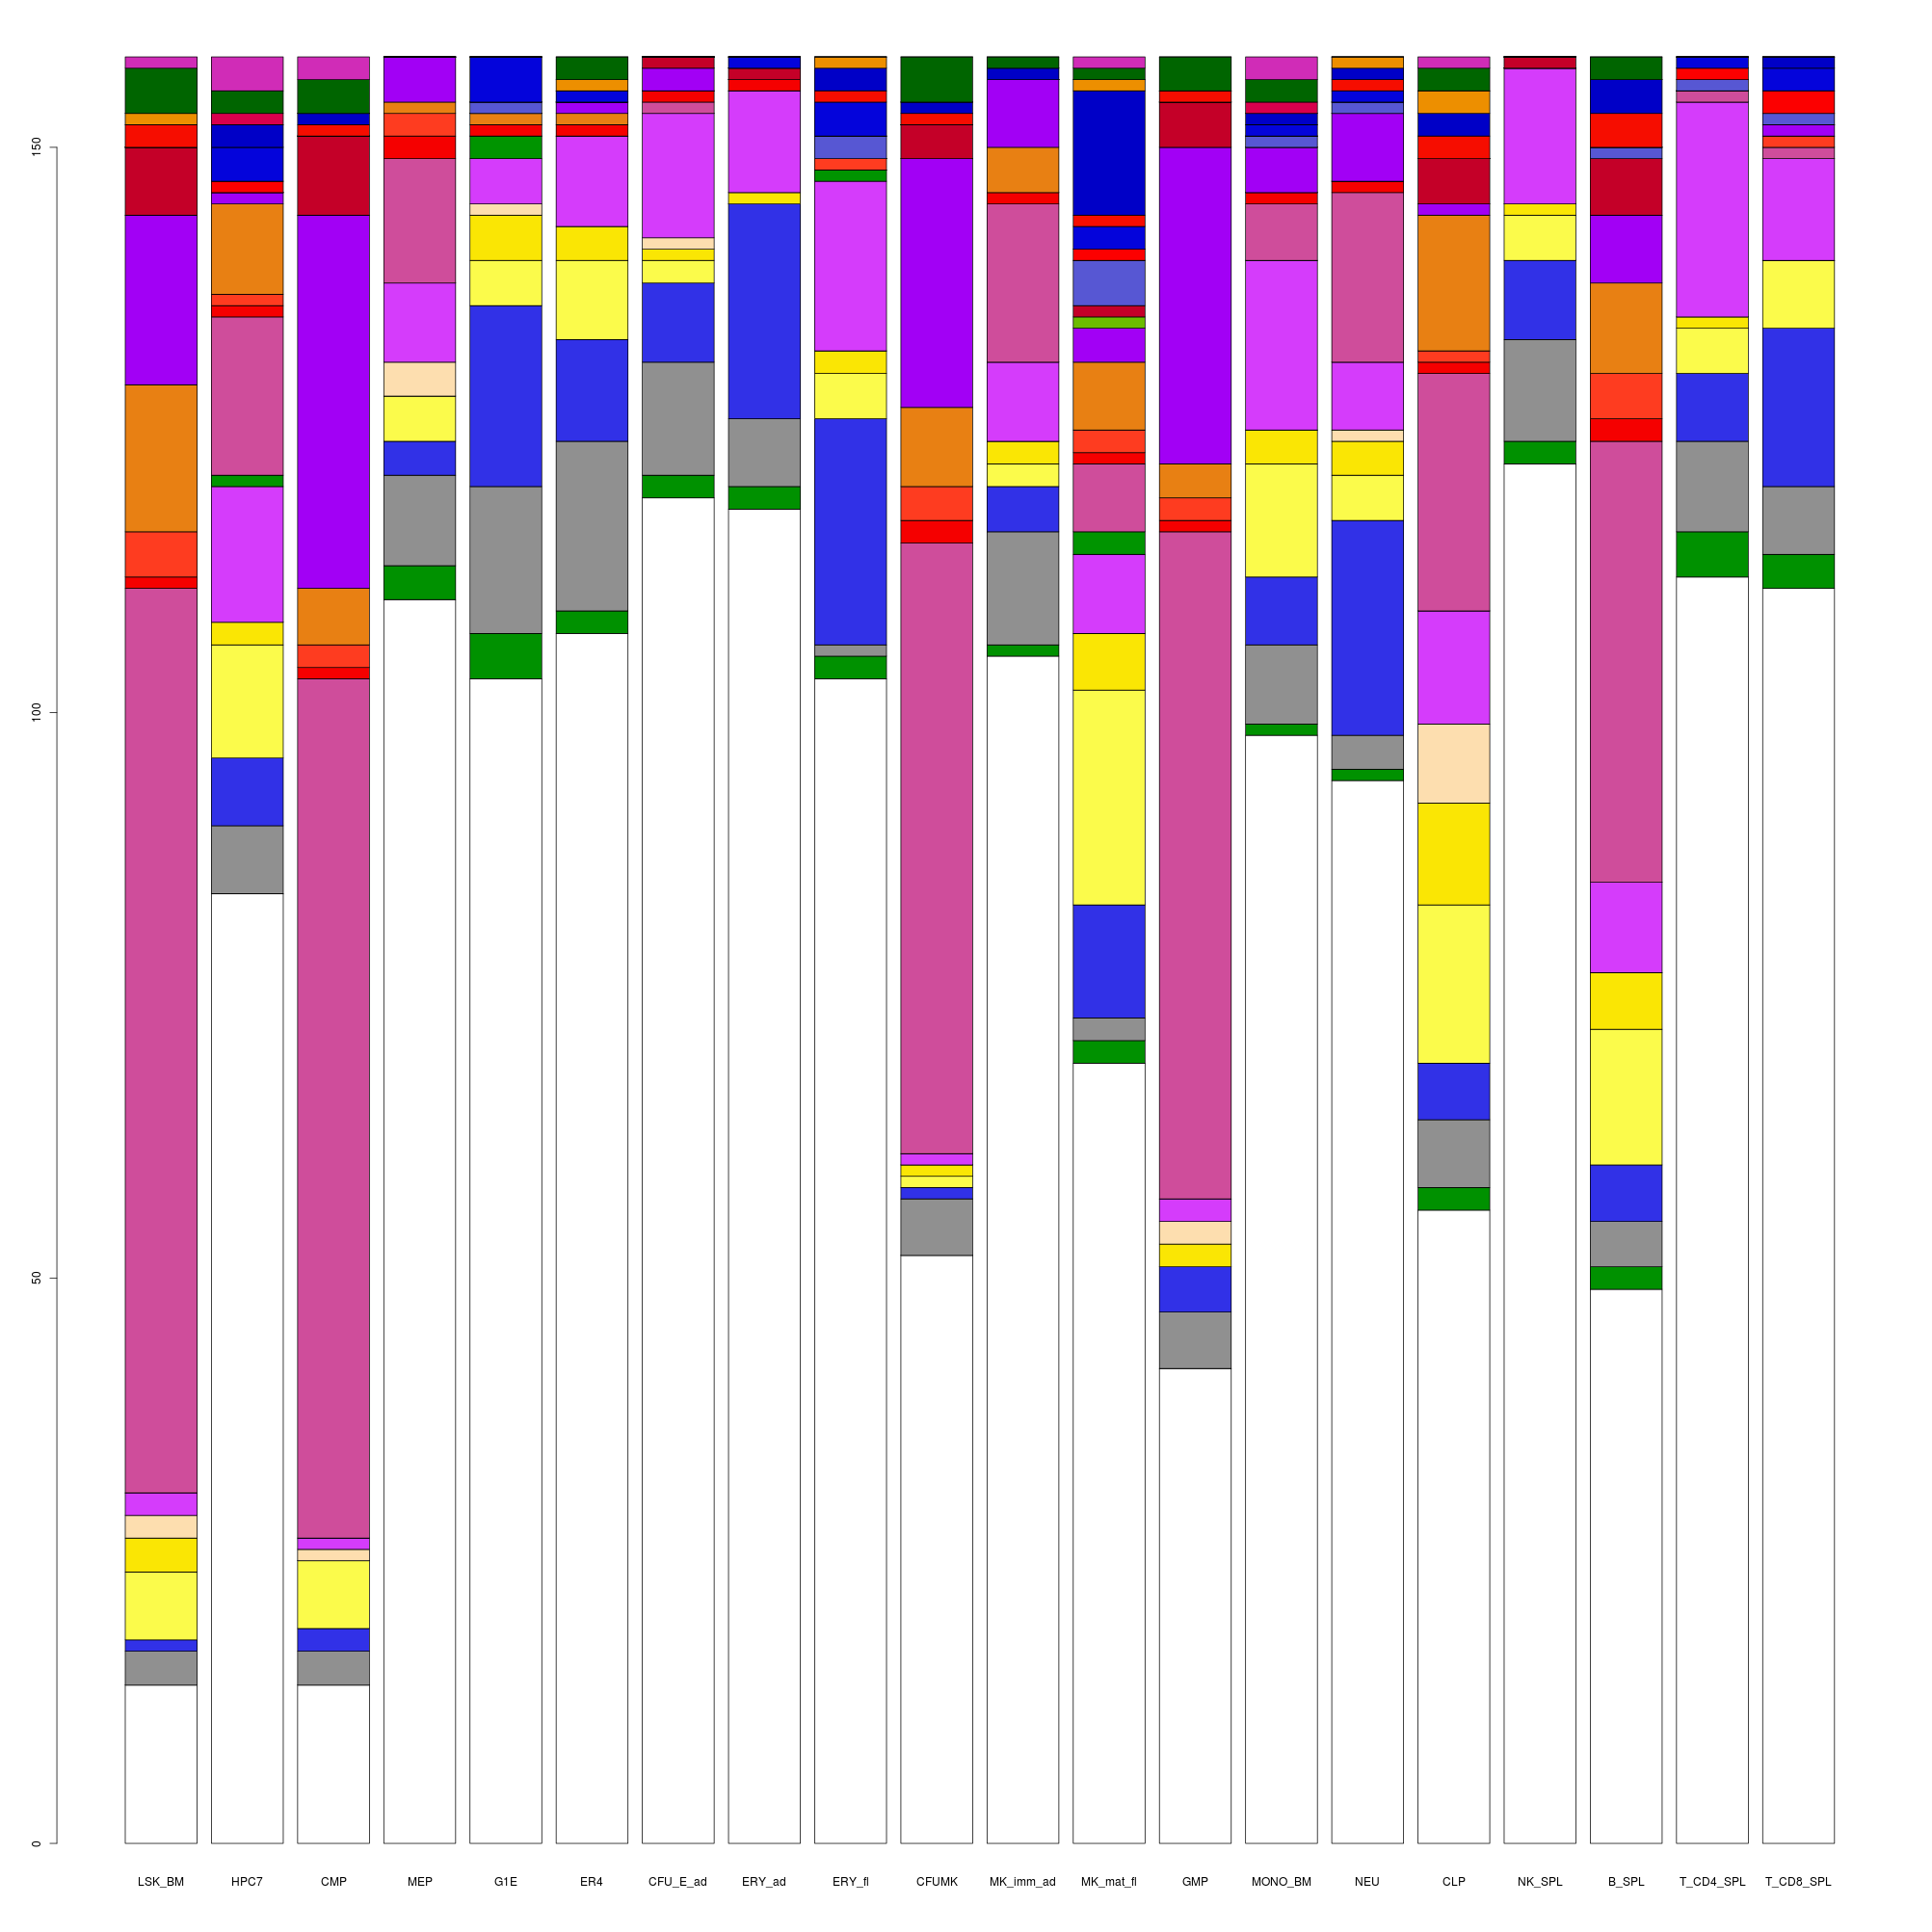 150
100
50
0
LSK_BM HPC7 CMP MEP G1E ER4 CFU_E_ad ERY_ad ERY_fl CFUMK MK_imm_ad MK_mat_fl GMP MONO_BM NEU CLP NK_SPL B_SPL T_CD4_SPL T_CD8_SPL